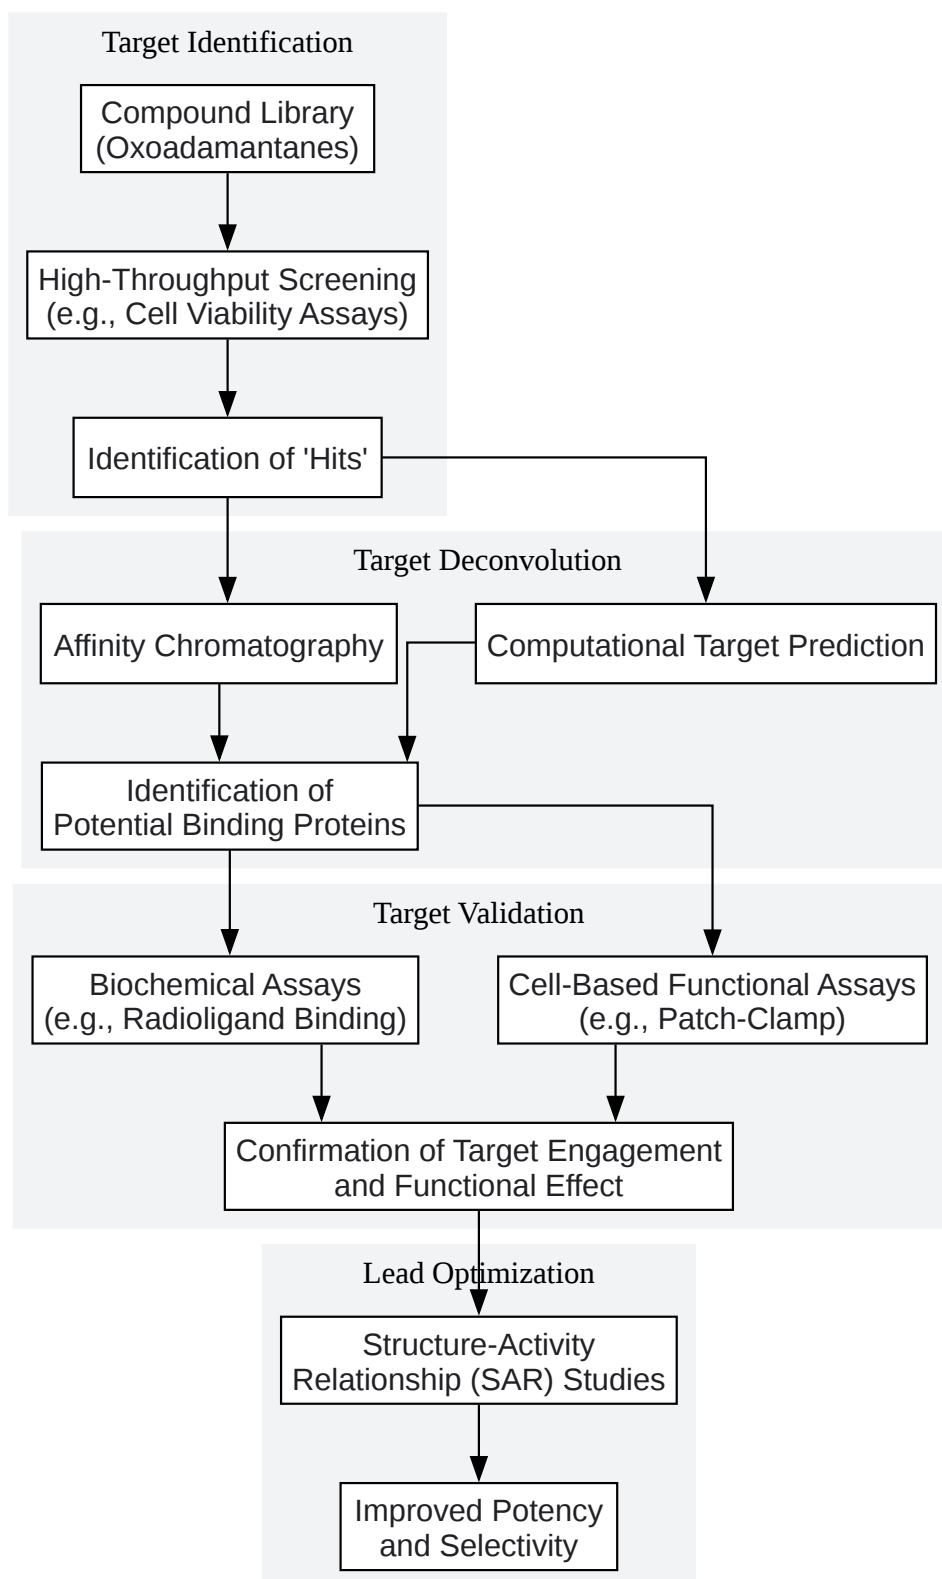 Target Identification
Compound Library
(Oxoadamantanes)
High-Throughput Screening
(e.g., Cell Viability Assays)
Identification of 'Hits'
Target Deconvolution
Affinity Chromatography
Computational Target Prediction
Identification of
Potential Binding Proteins
Target Validation
Biochemical Assays
(e.g., Radioligand Binding)
Cell-Based Functional Assays
(e.g., Patch-Clamp)
Confirmation of Target Engagement
and Functional Effect
Lead Optimization
Structure-Activity
Relationship (SAR) Studies
Improved Potency
and Selectivity